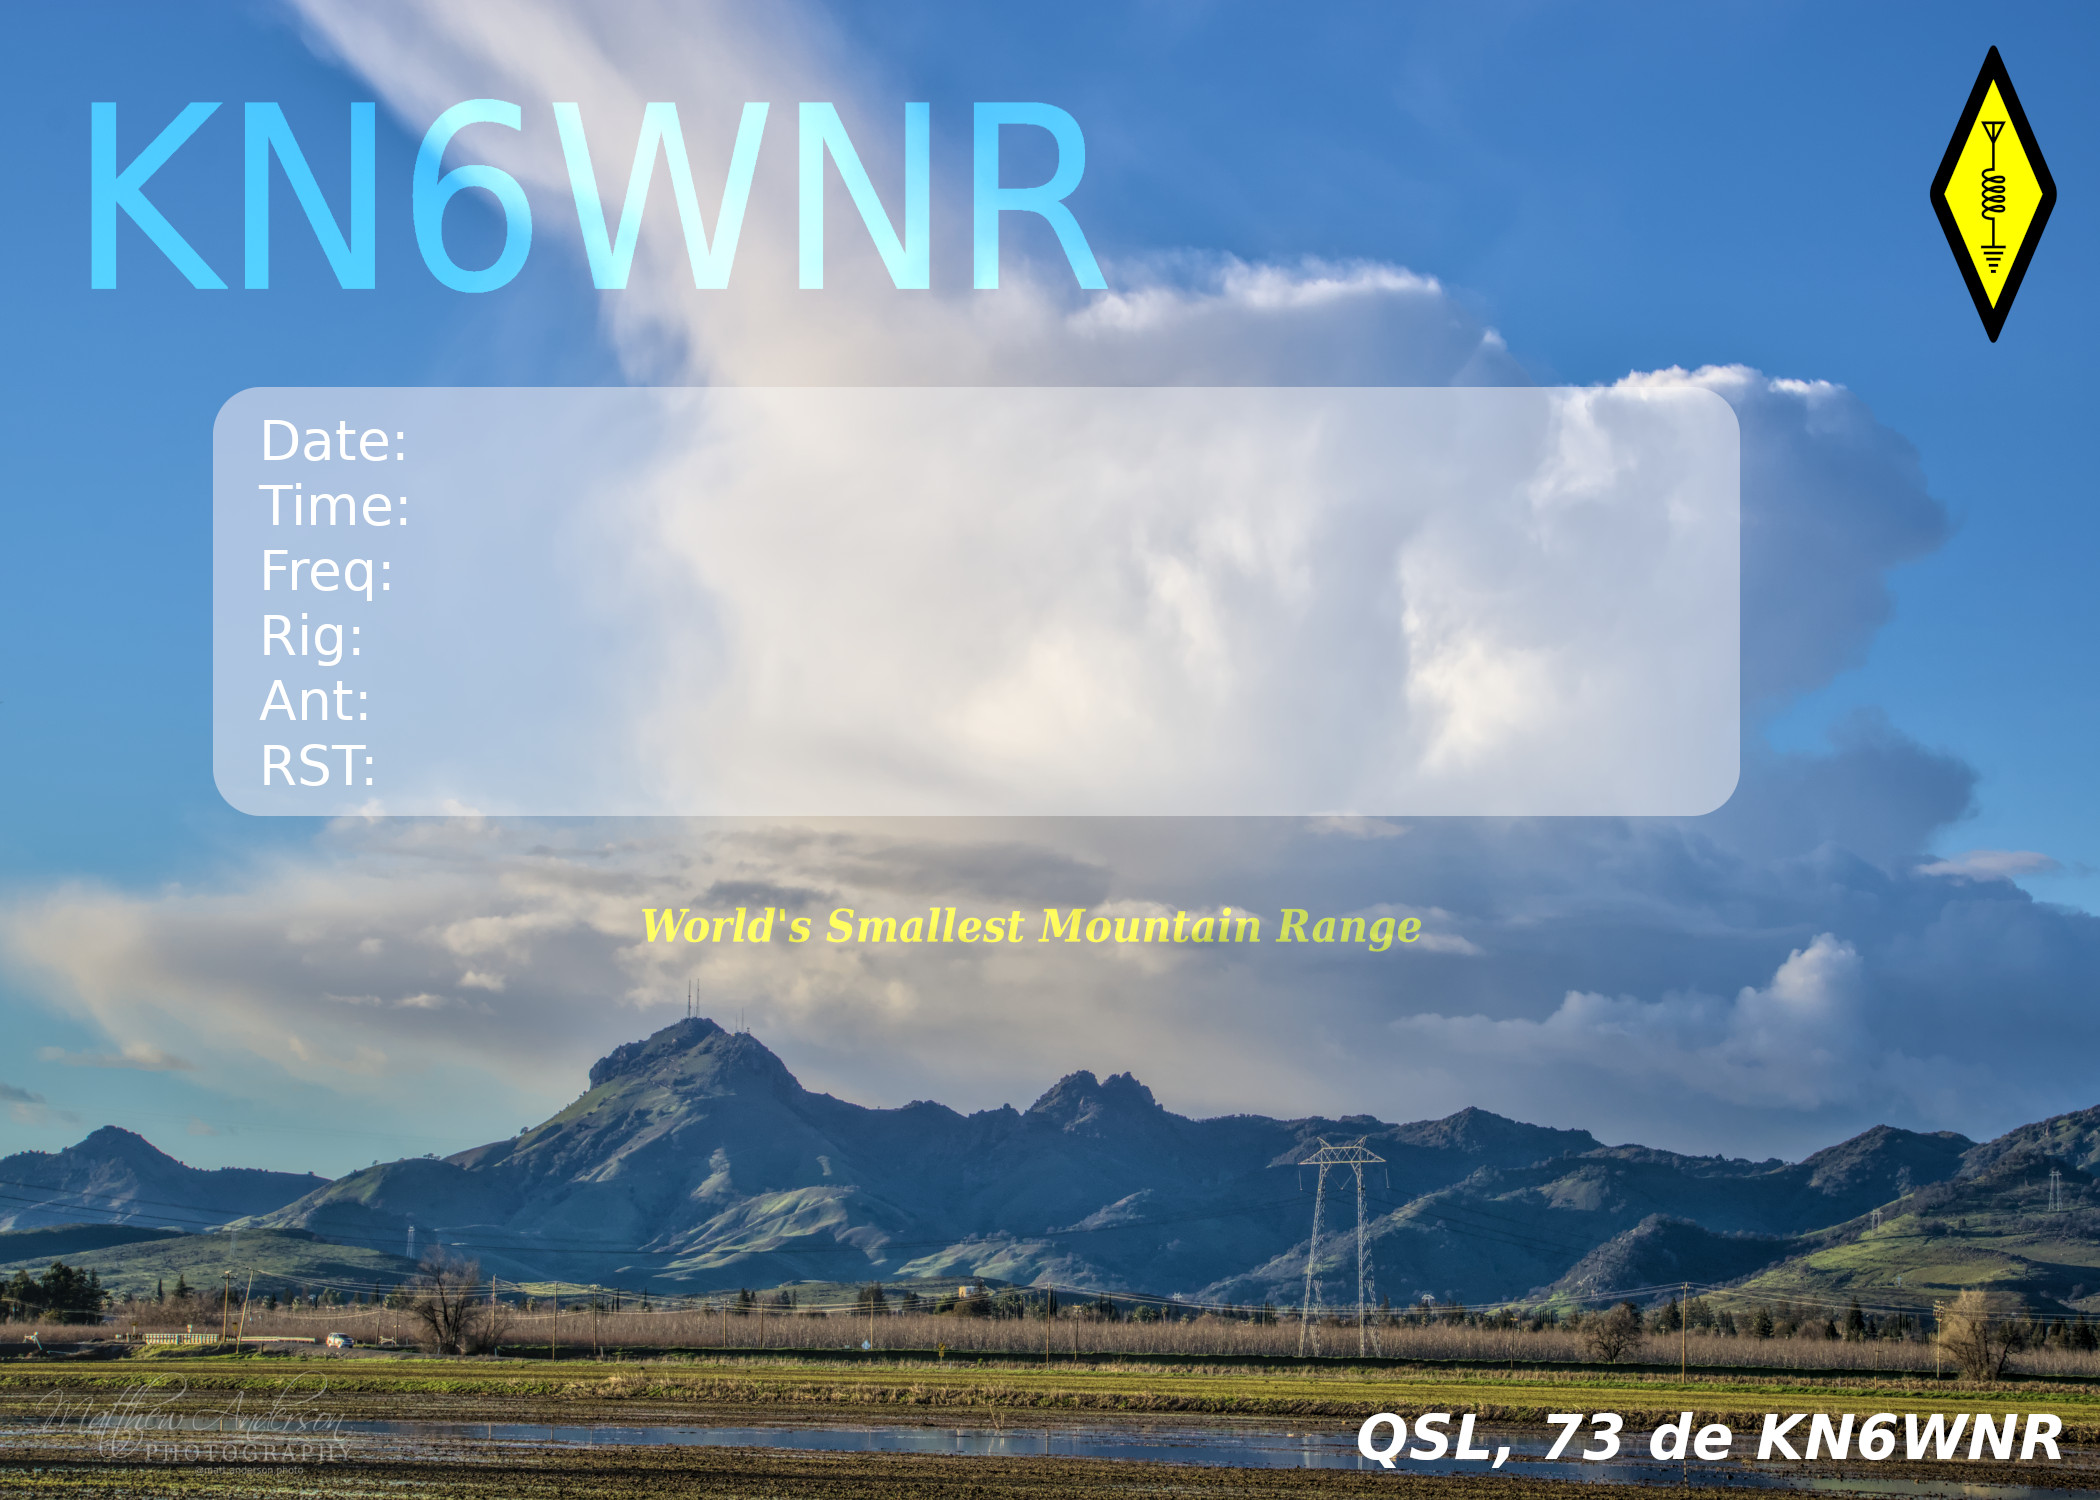 KN6WNR
Date:
Time:
Freq:
Rig:
Ant:
RST:
World's Smallest Mountain Range
Matthew Anderson
PHOTOGRAPHY
QSL, 73 de KN6WNR